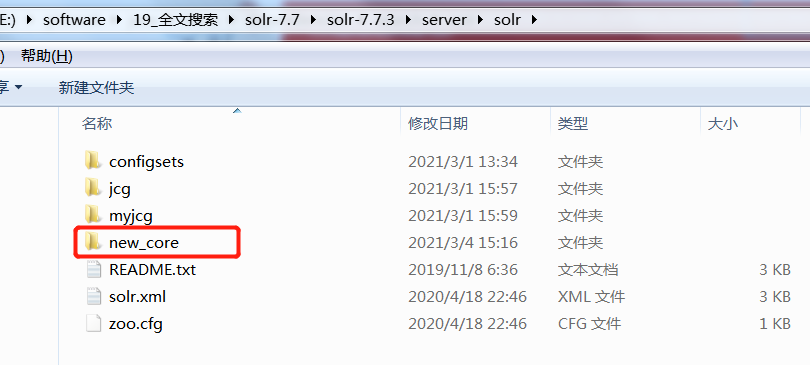 E:) software 19_全文搜索 solr-7.7 solr-7.7.3 server solr
) 帮助(H)
享 新建文件夹
名称 修改日期 类型 大小
configsets 2021/3/1 13:34 文件夹
jcg 2021/3/1 15:57 文件夹
myjcg 2021/3/1 15:59 文件夹
new_core 2021/3/4 15:16 文件夹
README.txt 2019/11/8 6:36 文本文档 3 KB
solr.xml 2020/4/18 22:46 XML 文件 3 KB
zoo.cfg 2020/4/18 22:46 CFG 文件 1 KB